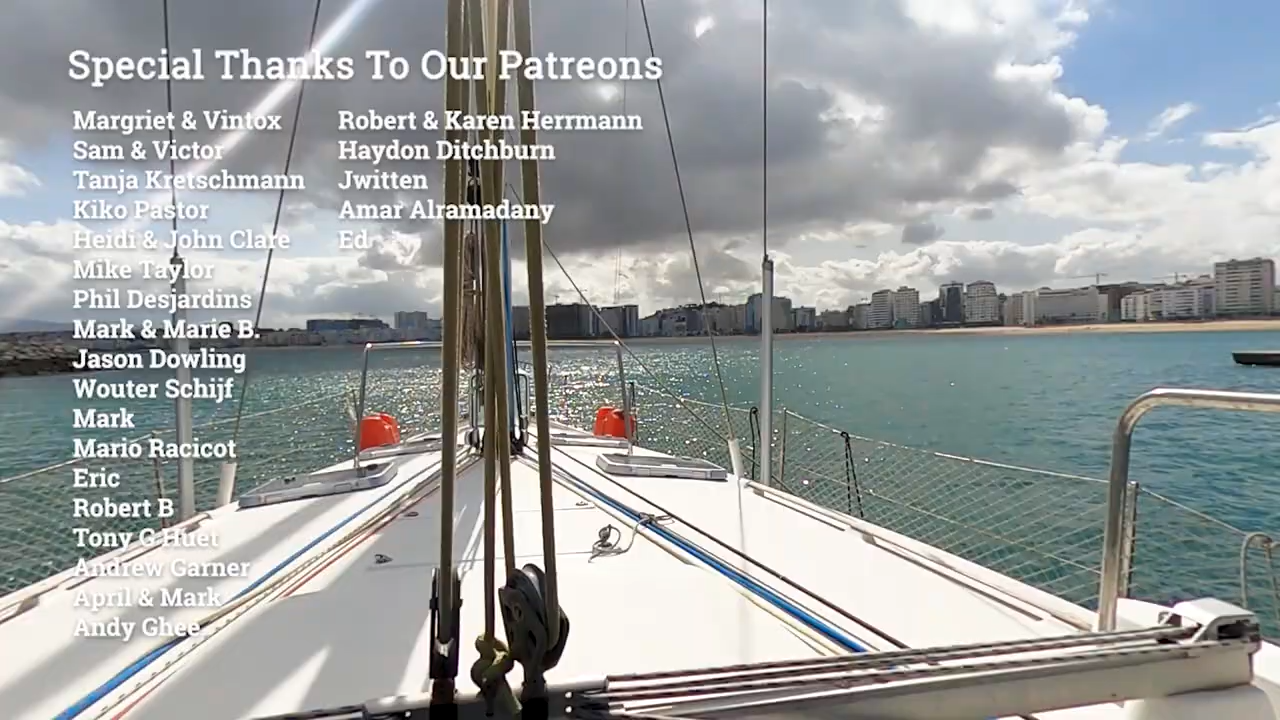 Special Thanks To Our Patreons
Margriet & Vintox
Sam & Victor
Tanja Kretschmann
Kiko Pastor
Heidi & John Clare
Mike Taylor
Phil Desjardins
Mark & Marie B.
Jason Dowling
Wouter Schijf
Mark
Mario Racicot
Eric
Robert B
Tony G Huet
Andrew Garner
April & Mark
Andy Ghee
Robert & Karen Herrmann
Haydon Ditchburn
Jwitten
Amar Alramadany
Ed